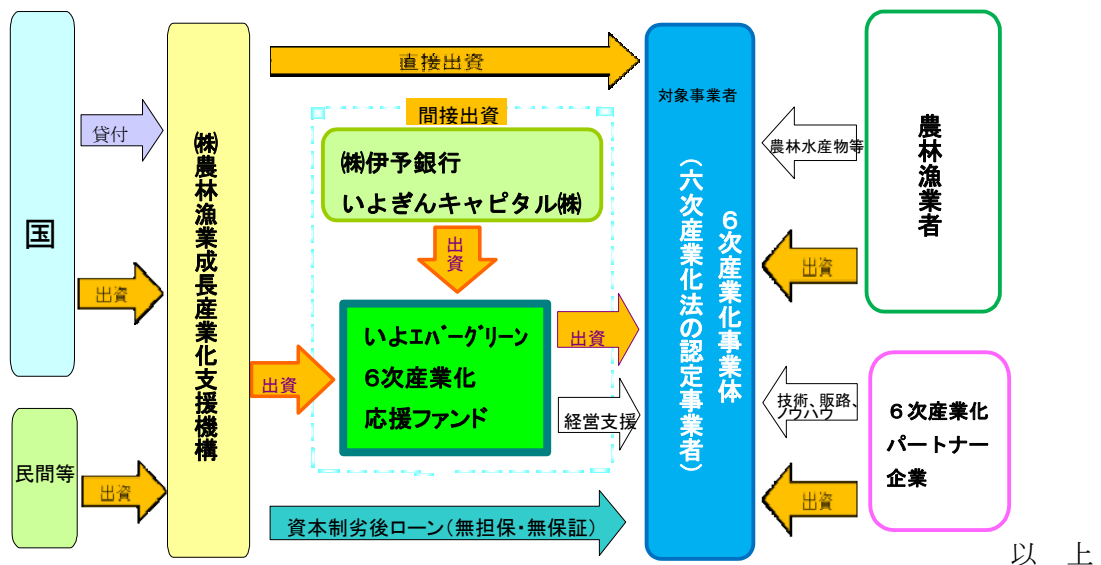 国
民間等
貸付
出資
出資
㈱農林漁業成長産業化支援機構
直接出資
間接出資
㈱伊予銀行
いよぎんキャピタル㈱
出資
出資
いよエバーグリーン
6次産業化
応援ファンド
出資
経営支援
資本制劣後ローン(無担保・無保証)
対象事業者
6次産業化事業体
(六次産業化法の認定事業者)
農林水産物等
出資
技術、販路、
ノウハウ
出資
農林漁業者
6次産業化
パートナー
企業
以 上